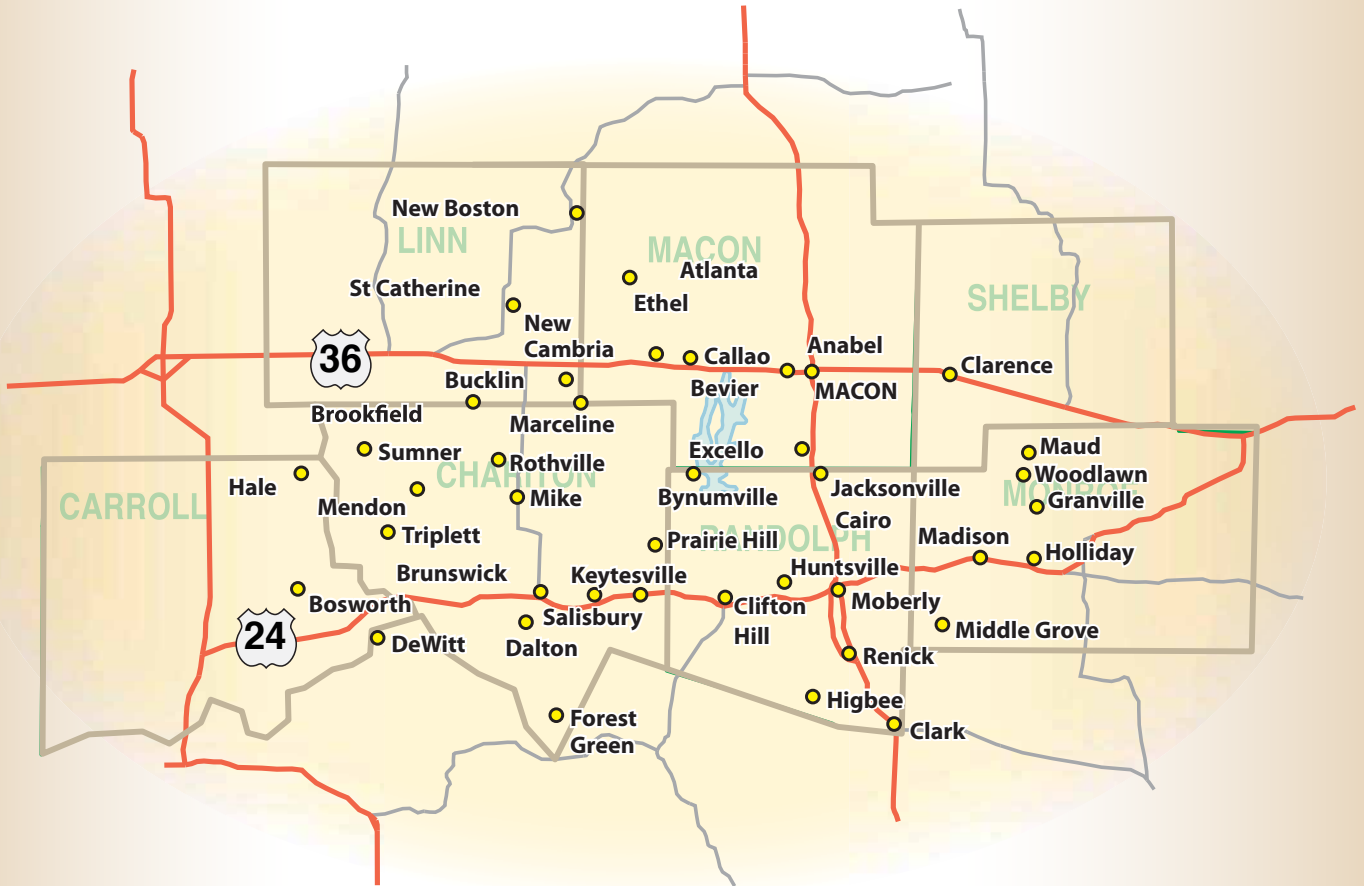 New Boston
LINN
MACON
Atlanta
St Catherine
Ethel
SHELBY
New
Cambria
36
Anabel
Callao
Clarence
Bucklin
Bevier
MACON
Brookfield
Marceline
Sumner
Excello
Maud
Rothville
CHARITON
Woodlawn
Hale
Jacksonville
MONROE
Mike
Bynumville
Granville
CARROLL
Mendon
Cairo
Triplett
Prairie Hill
RANDOLPH
Madison
Holliday
Brunswick
Keytesville
Huntsville
Bosworth
Clifton
Hill
Moberly
Salisbury
24
DeWitt
Dalton
Middle Grove
Renick
Higbee
Forest
Green
Clark